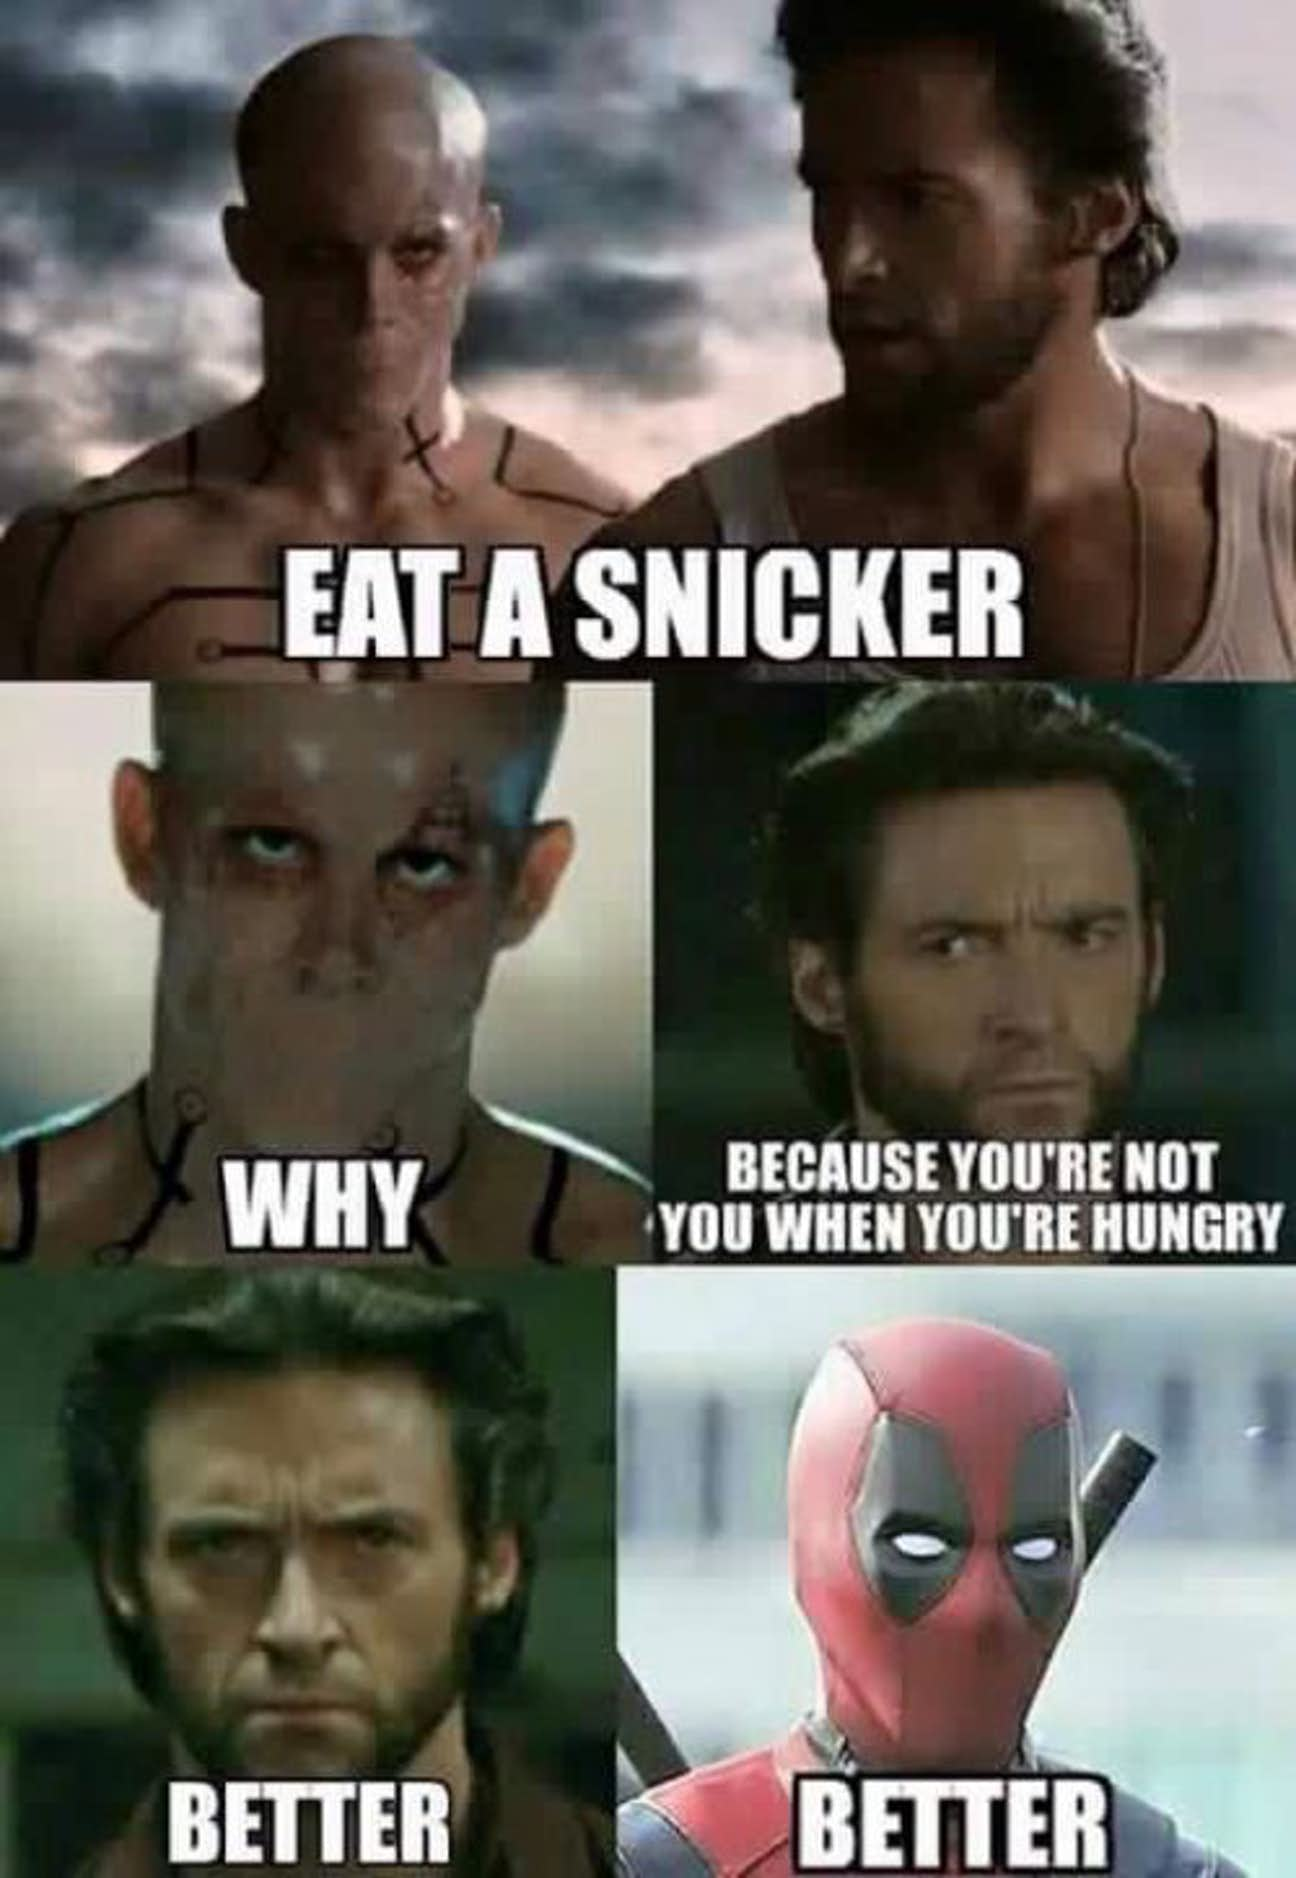 EAT A SNICKER
WHY
BECAUSE YOU'RE NOT
YOU WHEN YOU'RE HUNGRY
BETTER
BETTER